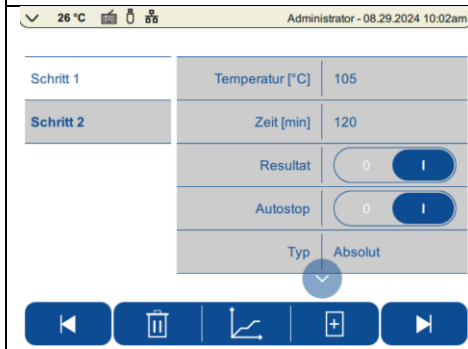 26 °C Administrator - 08.29.2024 10:02am
Schritt 1
Schritt 2
Temperatur [°C] 105
Zeit [min] 120
Resultat 0 I
Autostop 0 I
Typ Absolut